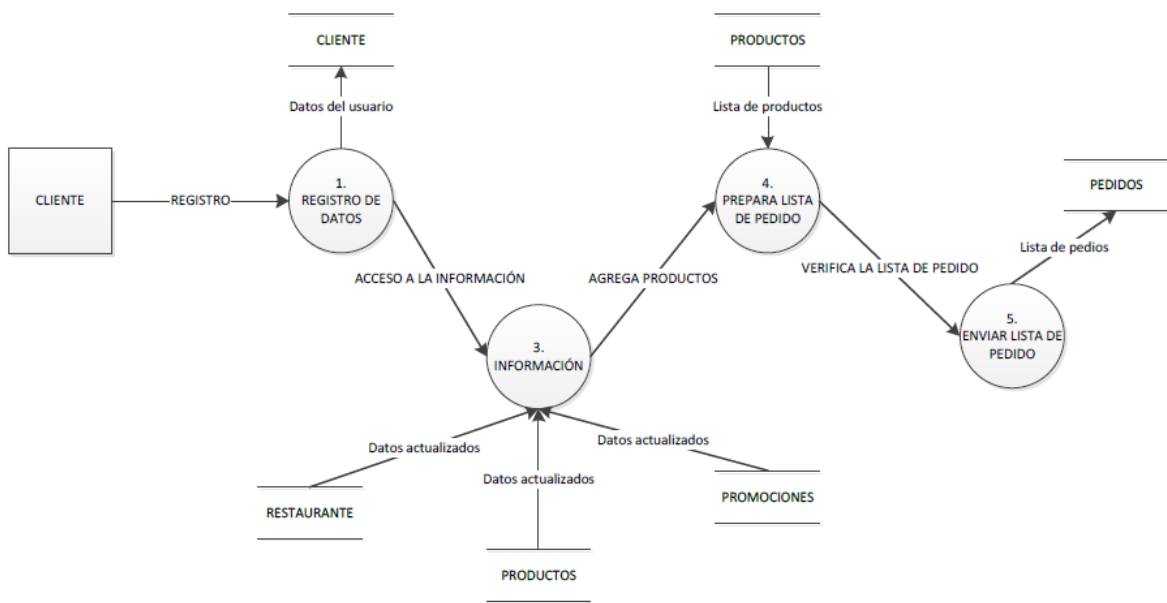 CLIENTE
PRODUCTOS
Datos del usuario
Lista de productos
CLIENTE
REGISTRO
1.
REGISTRO DE
DATOS
4.
PREPARA LISTA
DE PEDIDO
PEDIDOS
Lista de pedios
ACCESO A LA INFORMACIÓN
AGREGA PRODUCTOS
VERIFICA LA LISTA DE PEDIDO
5.
ENVIAR LISTA DE
PEDIDO
3.
INFORMACIÓN
Datos actualizados
Datos actualizados
Datos actualizados
RESTAURANTE
PROMOCIONES
PRODUCTOS